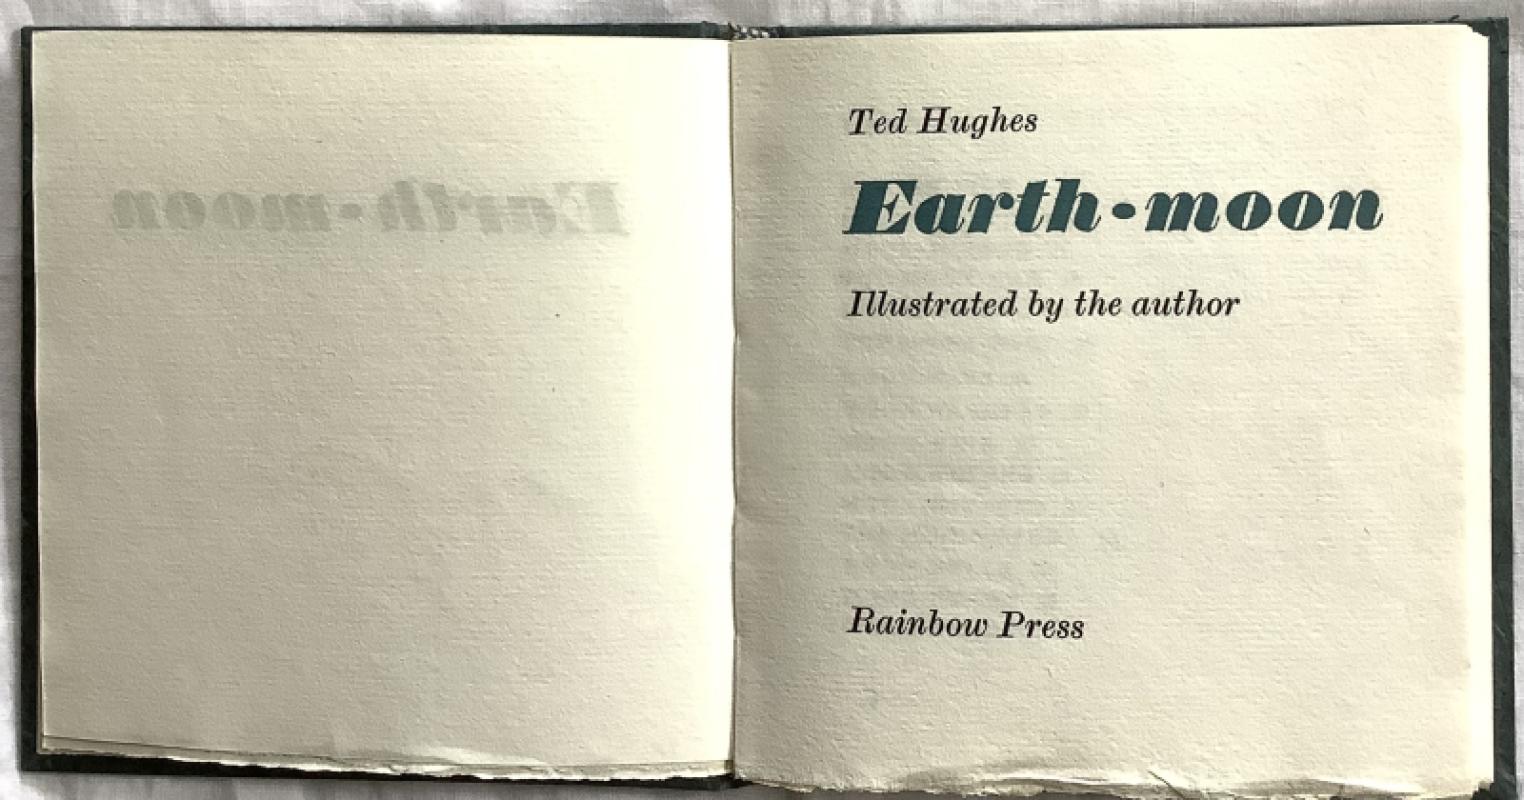 Ted Hughes
Earth-moon
Illustrated by the author
Rainbow Press